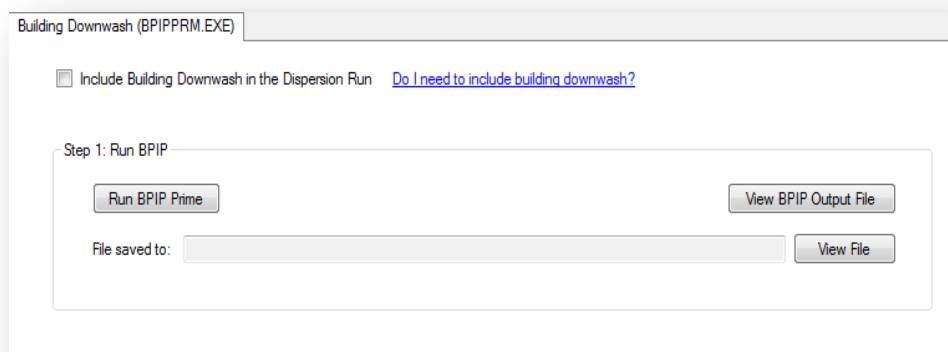 Building Downwash (BPIPPRM.EXE)
Include Building Downwash in the Dispersion Run Do I need to include building downwash?
Step 1: Run BPIP
Run BPIP Prime View BPIP Output File
File saved to: View File